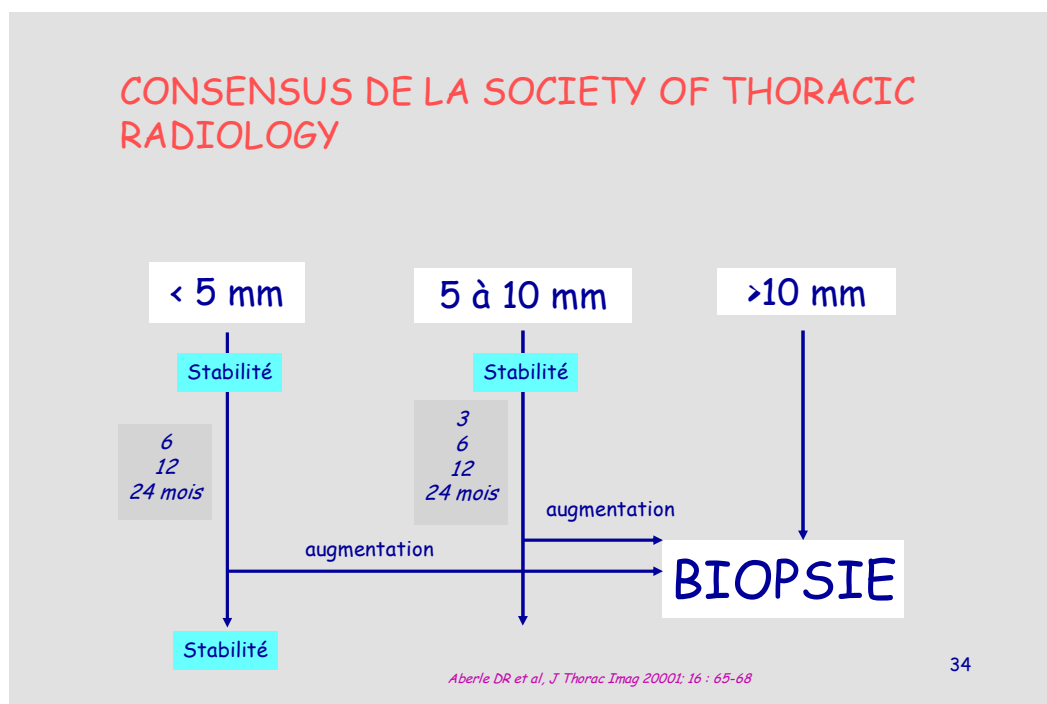 CONSENSUS DE LA SOCIETY OF THORACIC
RADIOLOGY
< 5 mm
5 à 10 mm
>10 mm
Stabilité
Stabilité
6
12
24 mois
3
6
12
24 mois
augmentation
augmentation
BIOPSIE
Stabilité
Aberle DR et al, J Thorac Imag 20001; 16 : 65-68
34